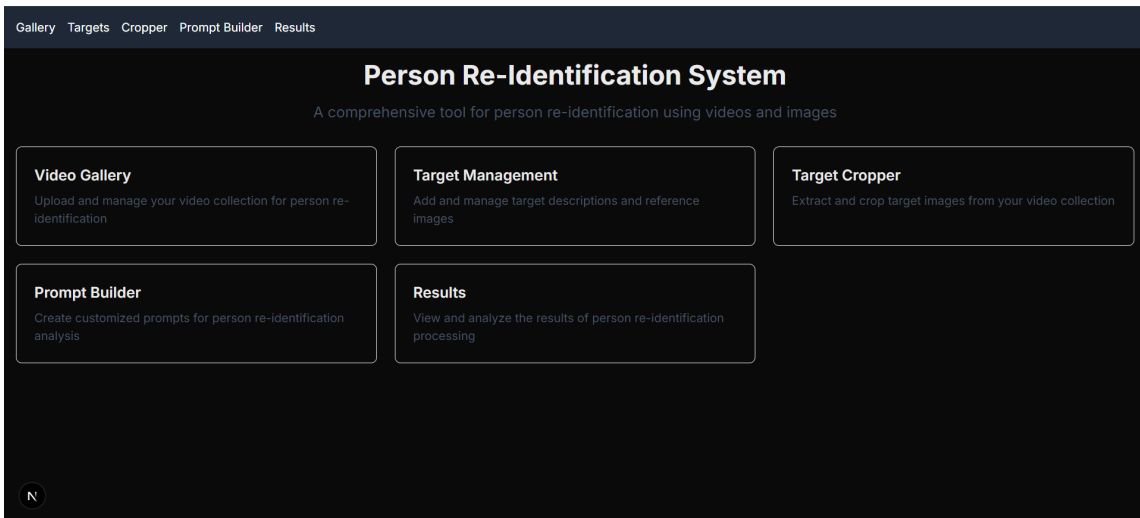 Gallery Targets Cropper Prompt Builder Results
Person Re-Identification System
A comprehensive tool for person re-identification using videos and images
Video Gallery
Upload and manage your video collection for person re-
identification
Target Management
Add and manage target descriptions and reference
images
Target Cropper
Extract and crop target images from your video collection
Prompt Builder
Create customized prompts for person re-identification
analysis
Results
View and analyze the results of person re-identification
processing
N